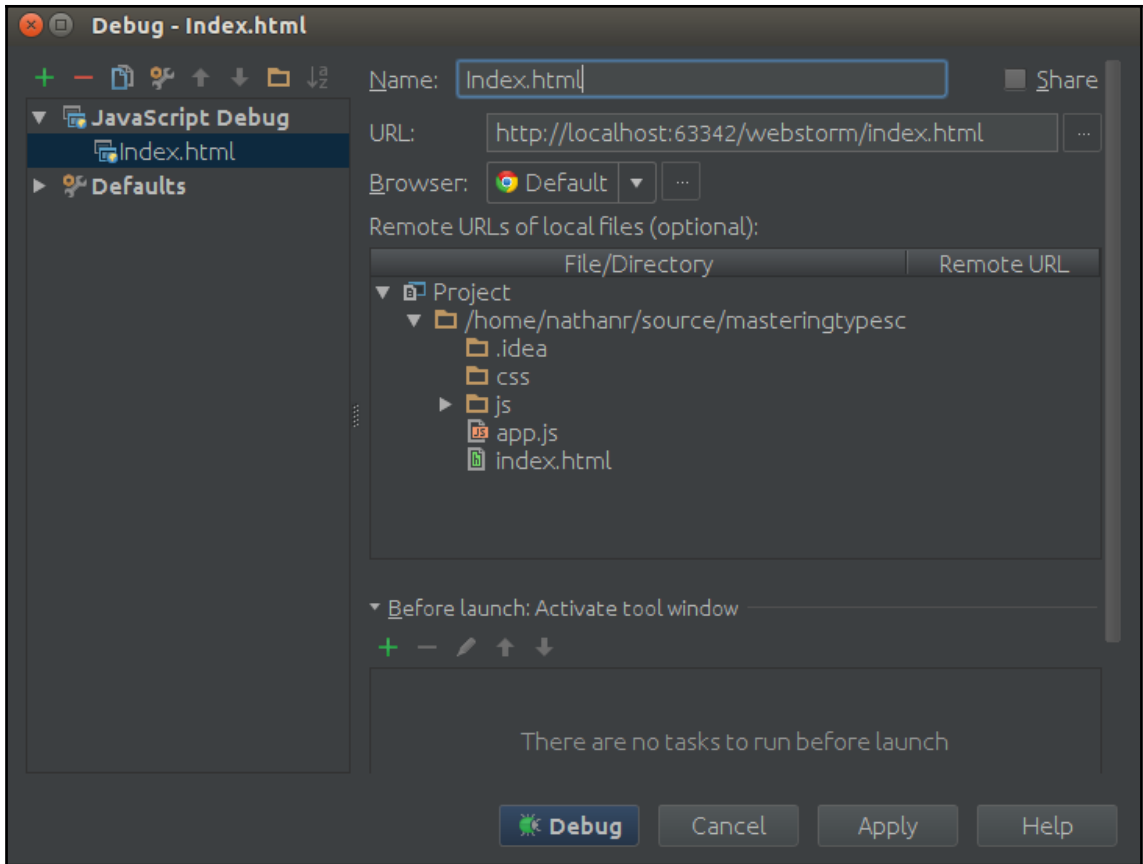 Debug - Index.html
Name: Index.html Share
JavaScript Debug
Index.html
Defaults
URL: http://localhost:63342/webstorm/index.html ...
Browser: Default ...
Remote URLs of local files (optional):
File/Directory Remote URL
Project
/home/nathanr/source/masteringtypesc
.idea
css
js
app.js
index.html
Before launch: Activate tool window
There are no tasks to run before launch
Debug Cancel Apply Help